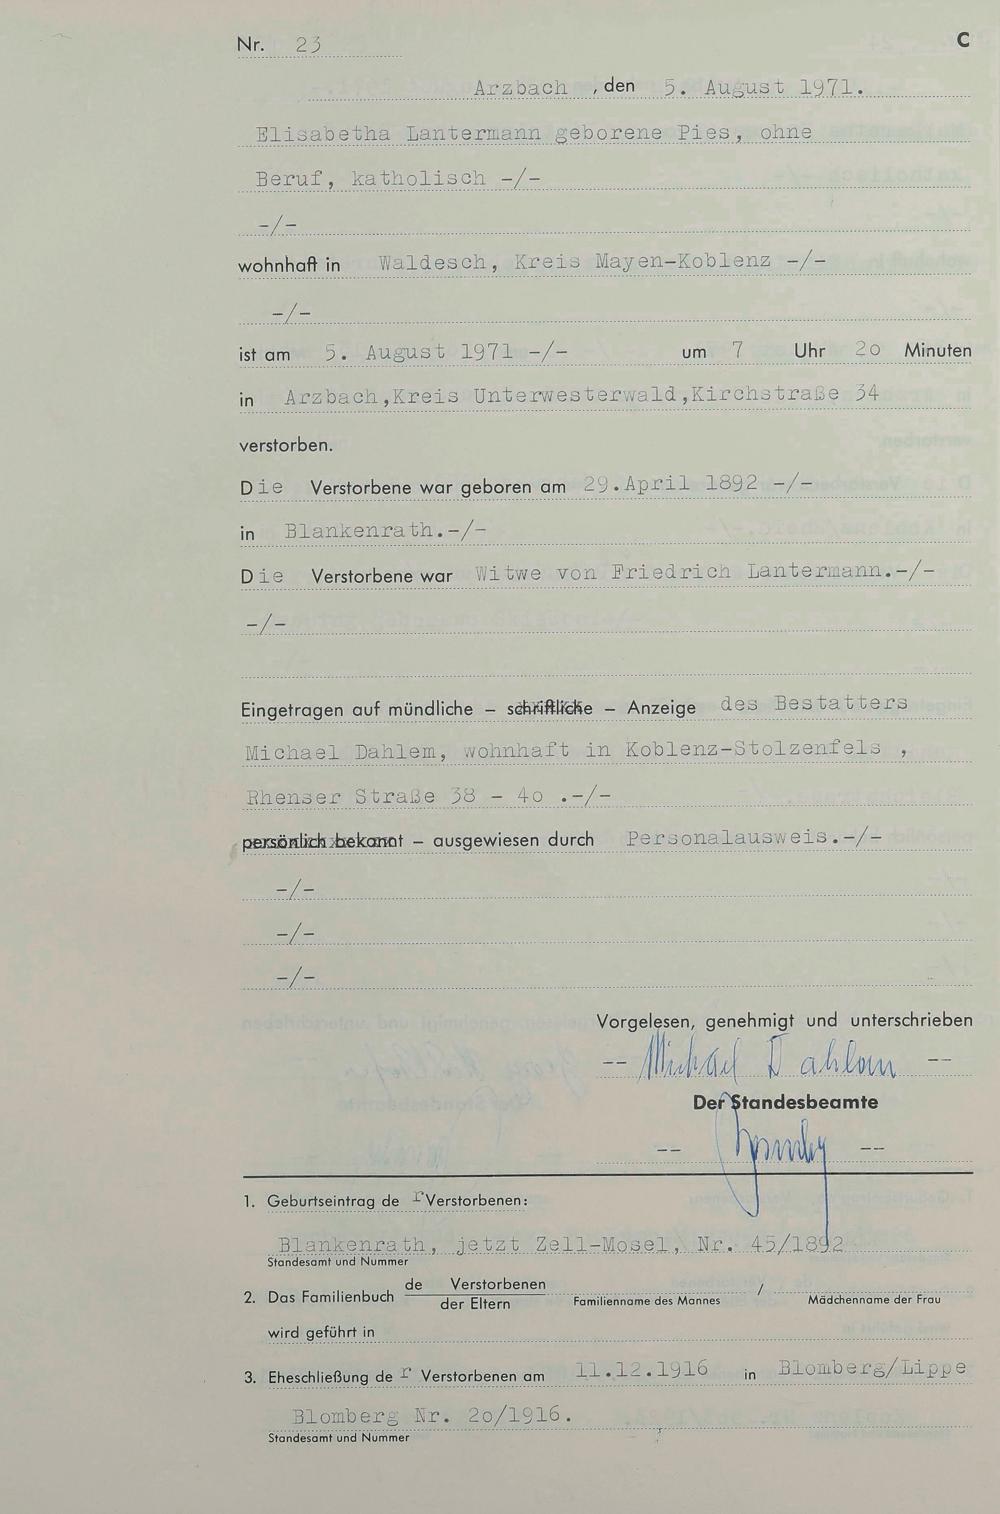 Nr. 23 C
Arzbach , den 5. August 1971.
Elisabetha Lantermann geborene Pies, ohne
Beruf, katholisch -/-
-/-
wohnhaft in Waldesch, Kreis Mayen-Koblenz -/-
-/-
ist am 5. August 1971 -/- um 7 Uhr 20 Minuten
in Arzbach,Kreis Unterwesterwald,Kirchstraße 34
verstorben.
Die Verstorbene war geboren am 29.April 1892 -/-
in Blankenrath.-/-
Die Verstorbene war Witwe von Friedrich Lantermann.-/-
-/-
Eingetragen auf mündliche – schriftliche – Anzeige des Bestatters
Michael Dahlem, wohnhaft in Koblenz-Stolzenfels ,
Rhenser Straße 38 - 4o .-/-
persönlich bekannt – ausgewiesen durch Personalausweis.-/-
-/-
-/-
-/-
Vorgelesen, genehmigt und unterschrieben
-- Michael Dahlem --
Der Standesbeamte
-- --
1. Geburtseintrag de r Verstorbenen:
Blankenrath, jetzt Zell-Mosel, Nr. 45/1892
Standesamt und Nummer
2. Das Familienbuch de Verstorbenen /
der Eltern Familienname des Mannes Mädchenname der Frau
wird geführt in
3. Eheschließung de r Verstorbenen am 11.12.1916 in Blomberg/Lippe
Blomberg Nr. 2o/1916.
Standesamt und Nummer